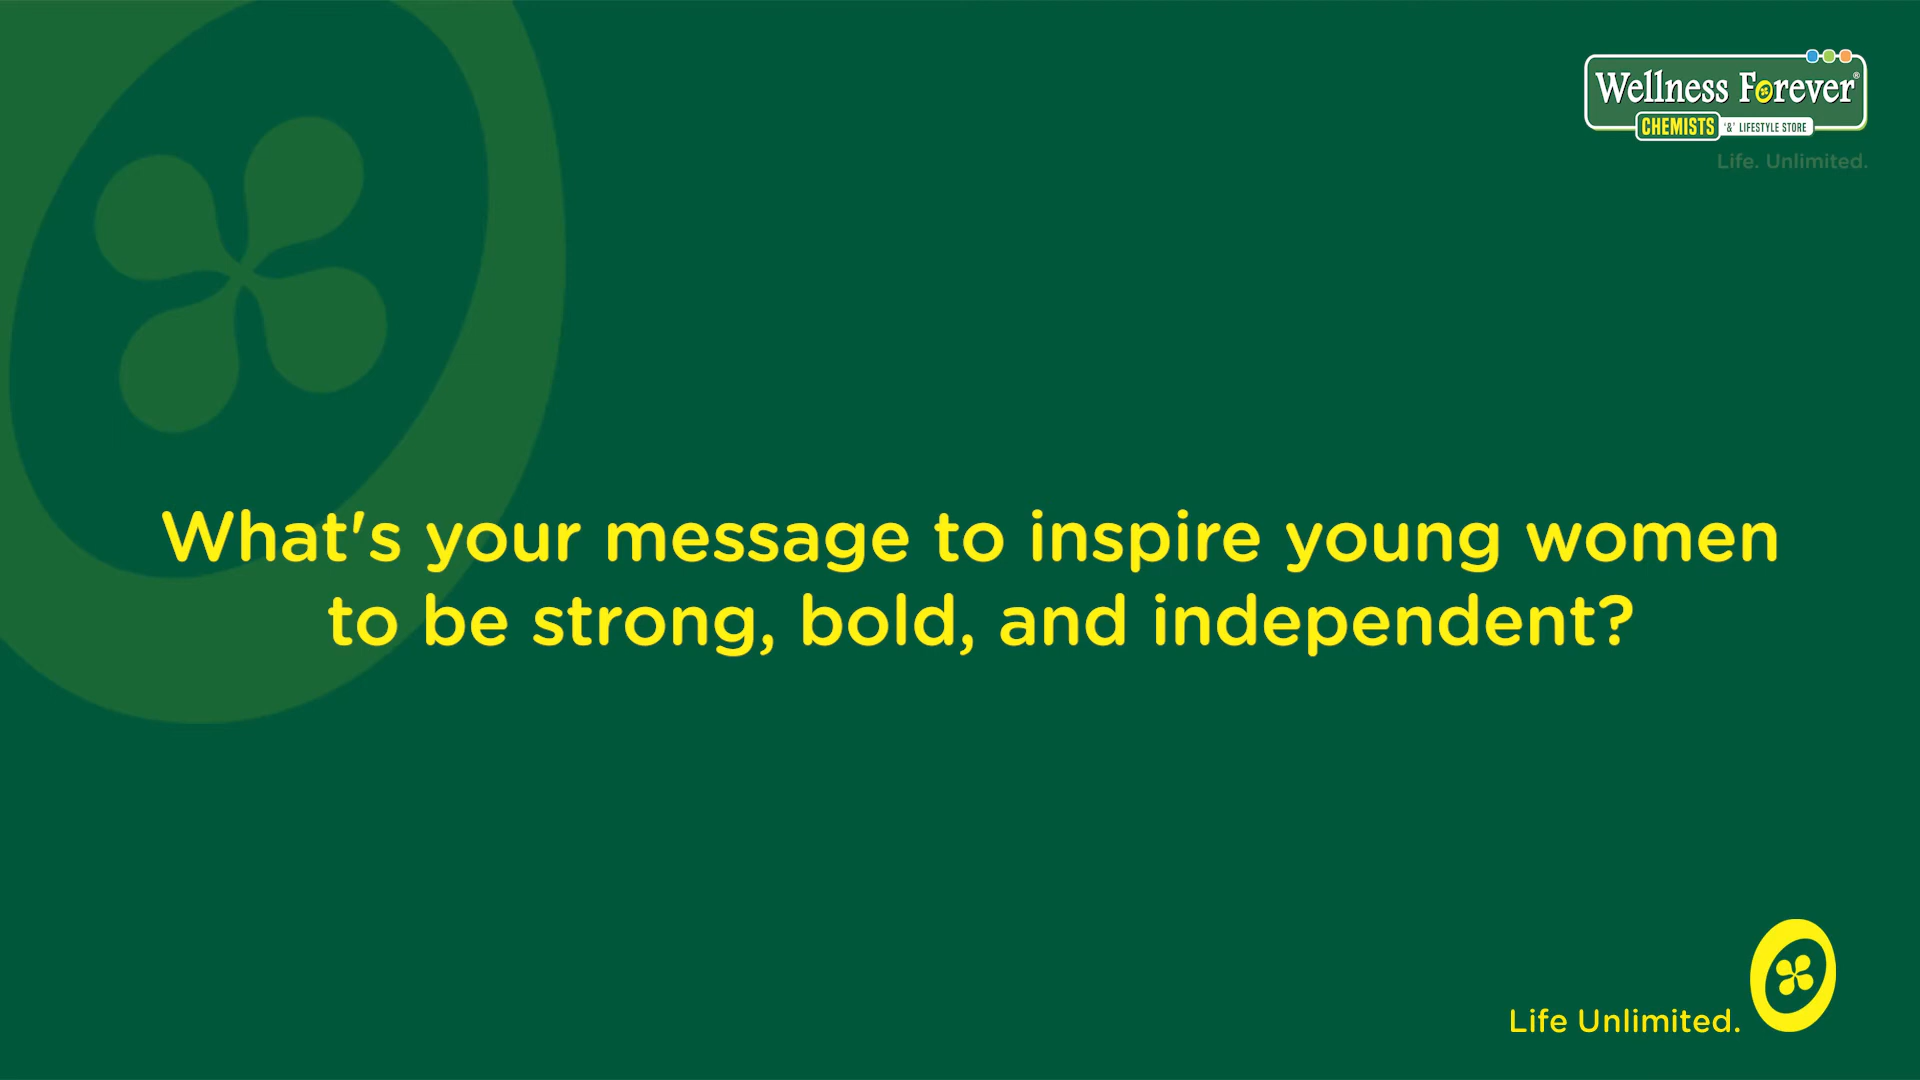 Wellness Forever®
CHEMISTS '&' LIFESTYLE STORE
Life. Unlimited.
What's your message to inspire young women
to be strong, bold, and independent?
Life Unlimited.